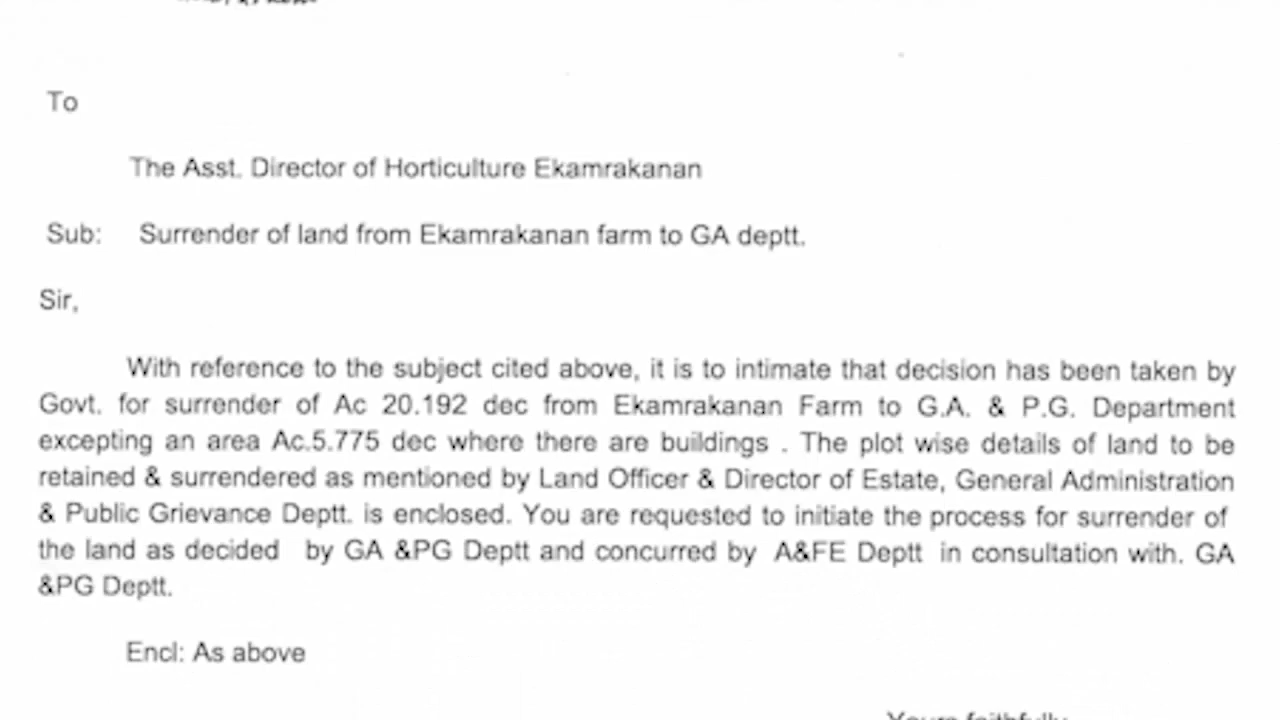 To
The Asst. Director of Horticulture Ekamrakanan
Sub: Surrender of land from Ekamrakanan farm to GA deptt.
Sir,
With reference to the subject cited above, it is to intimate that decision has been taken by
Govt. for surrender of Ac 20.192 dec from Ekamrakanan Farm to G.A. & P.G. Department
excepting an area Ac.5.775 dec where there are buildings . The plot wise details of land to be
retained & surrendered as mentioned by Land Officer & Director of Estate, General Administration
& Public Grievance Deptt. is enclosed. You are requested to initiate the process for surrender of
the land as decided by GA &PG Deptt and concurred by A&FE Deptt in consultation with. GA
&PG Deptt.
Encl: As above
Yours faithfully